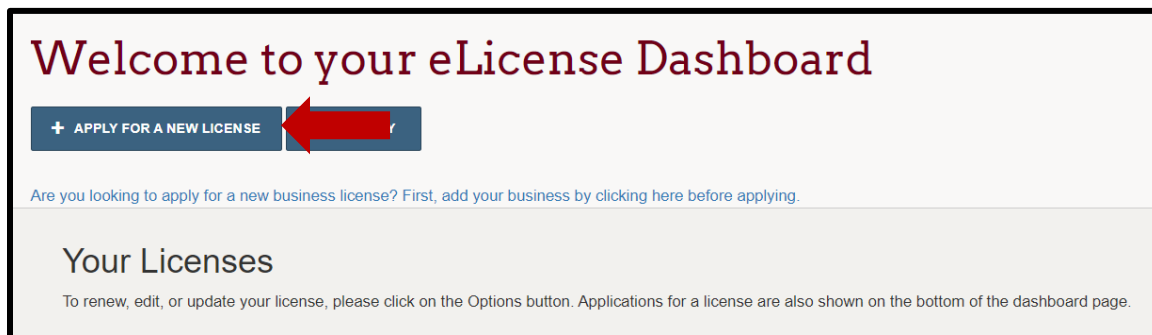 Welcome to your eLicense Dashboard
+ APPLY FOR A NEW LICENSE
Are you looking to apply for a new business license? First, add your business by clicking here before applying.
Your Licenses
To renew, edit, or update your license, please click on the Options button. Applications for a license are also shown on the bottom of the dashboard page.